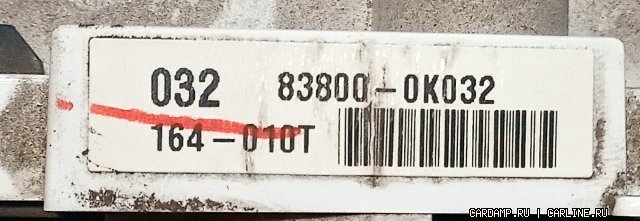 032 83800-0K032
164-010T
GARDAMP.RU | CARLINE.RU